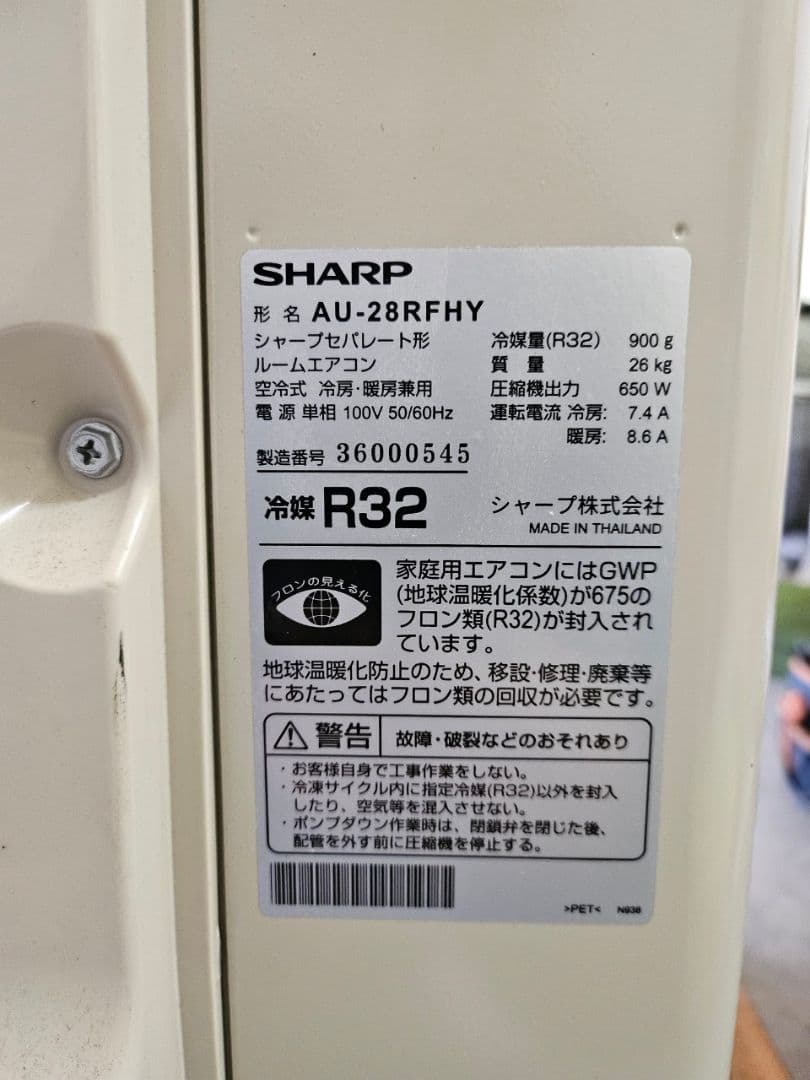 SHARP
形 名 AU-28RFHY
シャープセパレート形
ルームエアコン
空冷式 冷房・暖房兼用
電 源 単相 100V 50/60Hz
冷媒量(R32) 900 g
質 量 26 kg
圧縮機出力 650 W
運転電流 冷房: 7.4 A
暖房: 8.6 A
製造番号 36000545
冷媒 R32
シャープ株式会社
MADE IN THAILAND
フロンの見える化
家庭用エアコンにはGWP
(地球温暖化係数)が675の
フロン類(R32)が封入され
ています。
地球温暖化防止のため、移設・修理・廃棄等
にあたってはフロン類の回収が必要です。
警告 故障・破裂などのおそれあり
・お客様自身で工事作業をしない。
・冷凍サイクル内に指定冷媒(R32)以外を封入
したり、空気等を混入させない。
・ポンプダウン作業時は、閉鎖弁を閉じた後、
配管を外す前に圧縮機を停止する。
>PET< N936